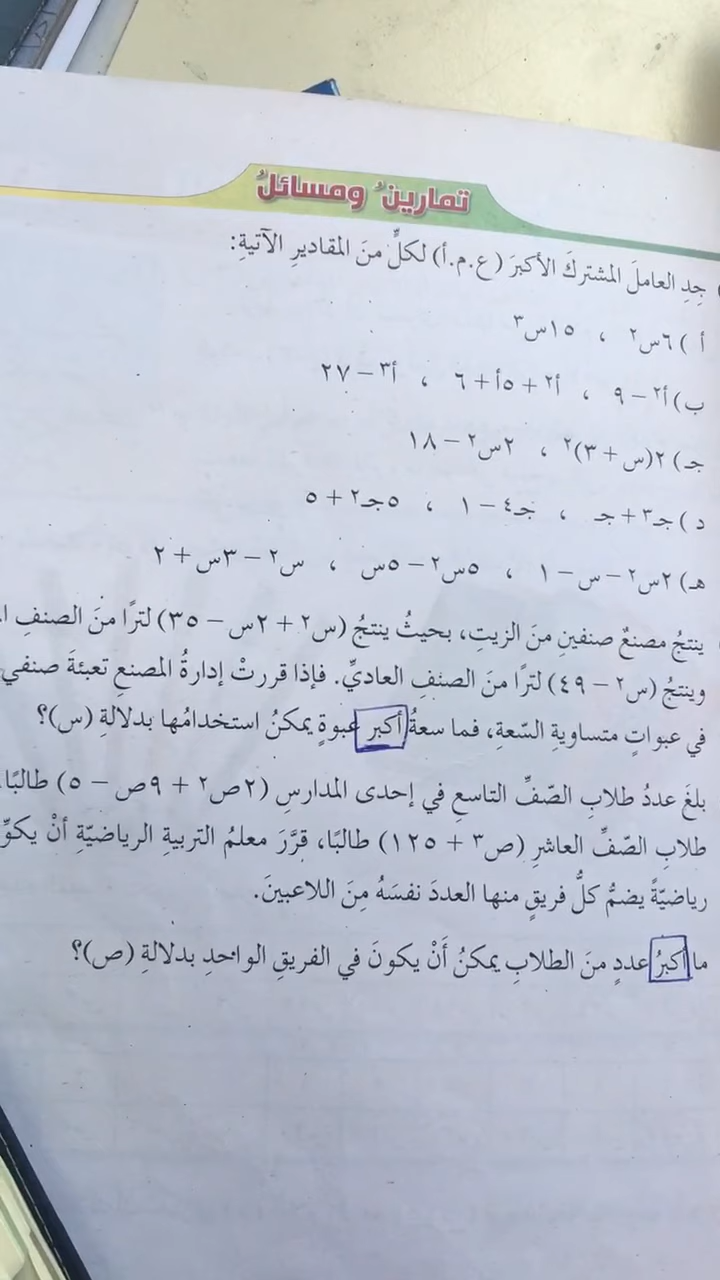 تمارينُ ومسائلُ
جِدِ العاملَ المشتركَ الأكبرَ (ع.م.أ) لكلٍّ منَ المقاديرِ الآتيةِ:
أ ) ٦س٢ ، ١٥س٣
ب) أ٢ – ٩ ، أ٢ + ٥أ + ٦ ، أ٣ – ٢٧
جـ) ٢(س + ٣)٢ ، ٢س٢ – ١٨
د ) جـ٣ + جـ ، جـ٤ – ١ ، ٥جـ٢ + ٥
هـ) ٢س٢ – س – ١ ، ٥س٢ – ٥س ، س٢ – ٣س + ٢
ينتجُ مصنعٌ صنفينِ منَ الزيتِ، بحيثُ ينتجُ (س٢ + ٢س – ٣٥) لترًا منَ الصنفِ
وينتجُ (س٢ – ٤٩) لترًا منَ الصنفِ العاديِّ. فإذا قررتْ إدارةُ المصنعِ تعبئةَ صنفي
في عبواتٍ متساويةِ السّعةِ، فما سعةُ أكبر عبوةٍ يمكنُ استخدامُها بدلالةِ (س)؟
بلغَ عددُ طلابِ الصّفِّ التاسعِ في إحدى المدارسِ (٢ص٢ + ٩ص – ٥) طالبًا،
طلابِ الصّفِّ العاشرِ (ص٣ + ١٢٥) طالبًا، قرَّرَ معلمُ التربيةِ الرياضيّةِ أنْ
رياضيّةً يضمُّ كلُّ فريقٍ منها العددَ نفسَهُ مِنَ اللاعبينَ.
ما أكبرُ عددٍ منَ الطلابِ يمكنُ أنْ يكونَ في الفريقِ الواحدِ بدلالةِ (ص)؟